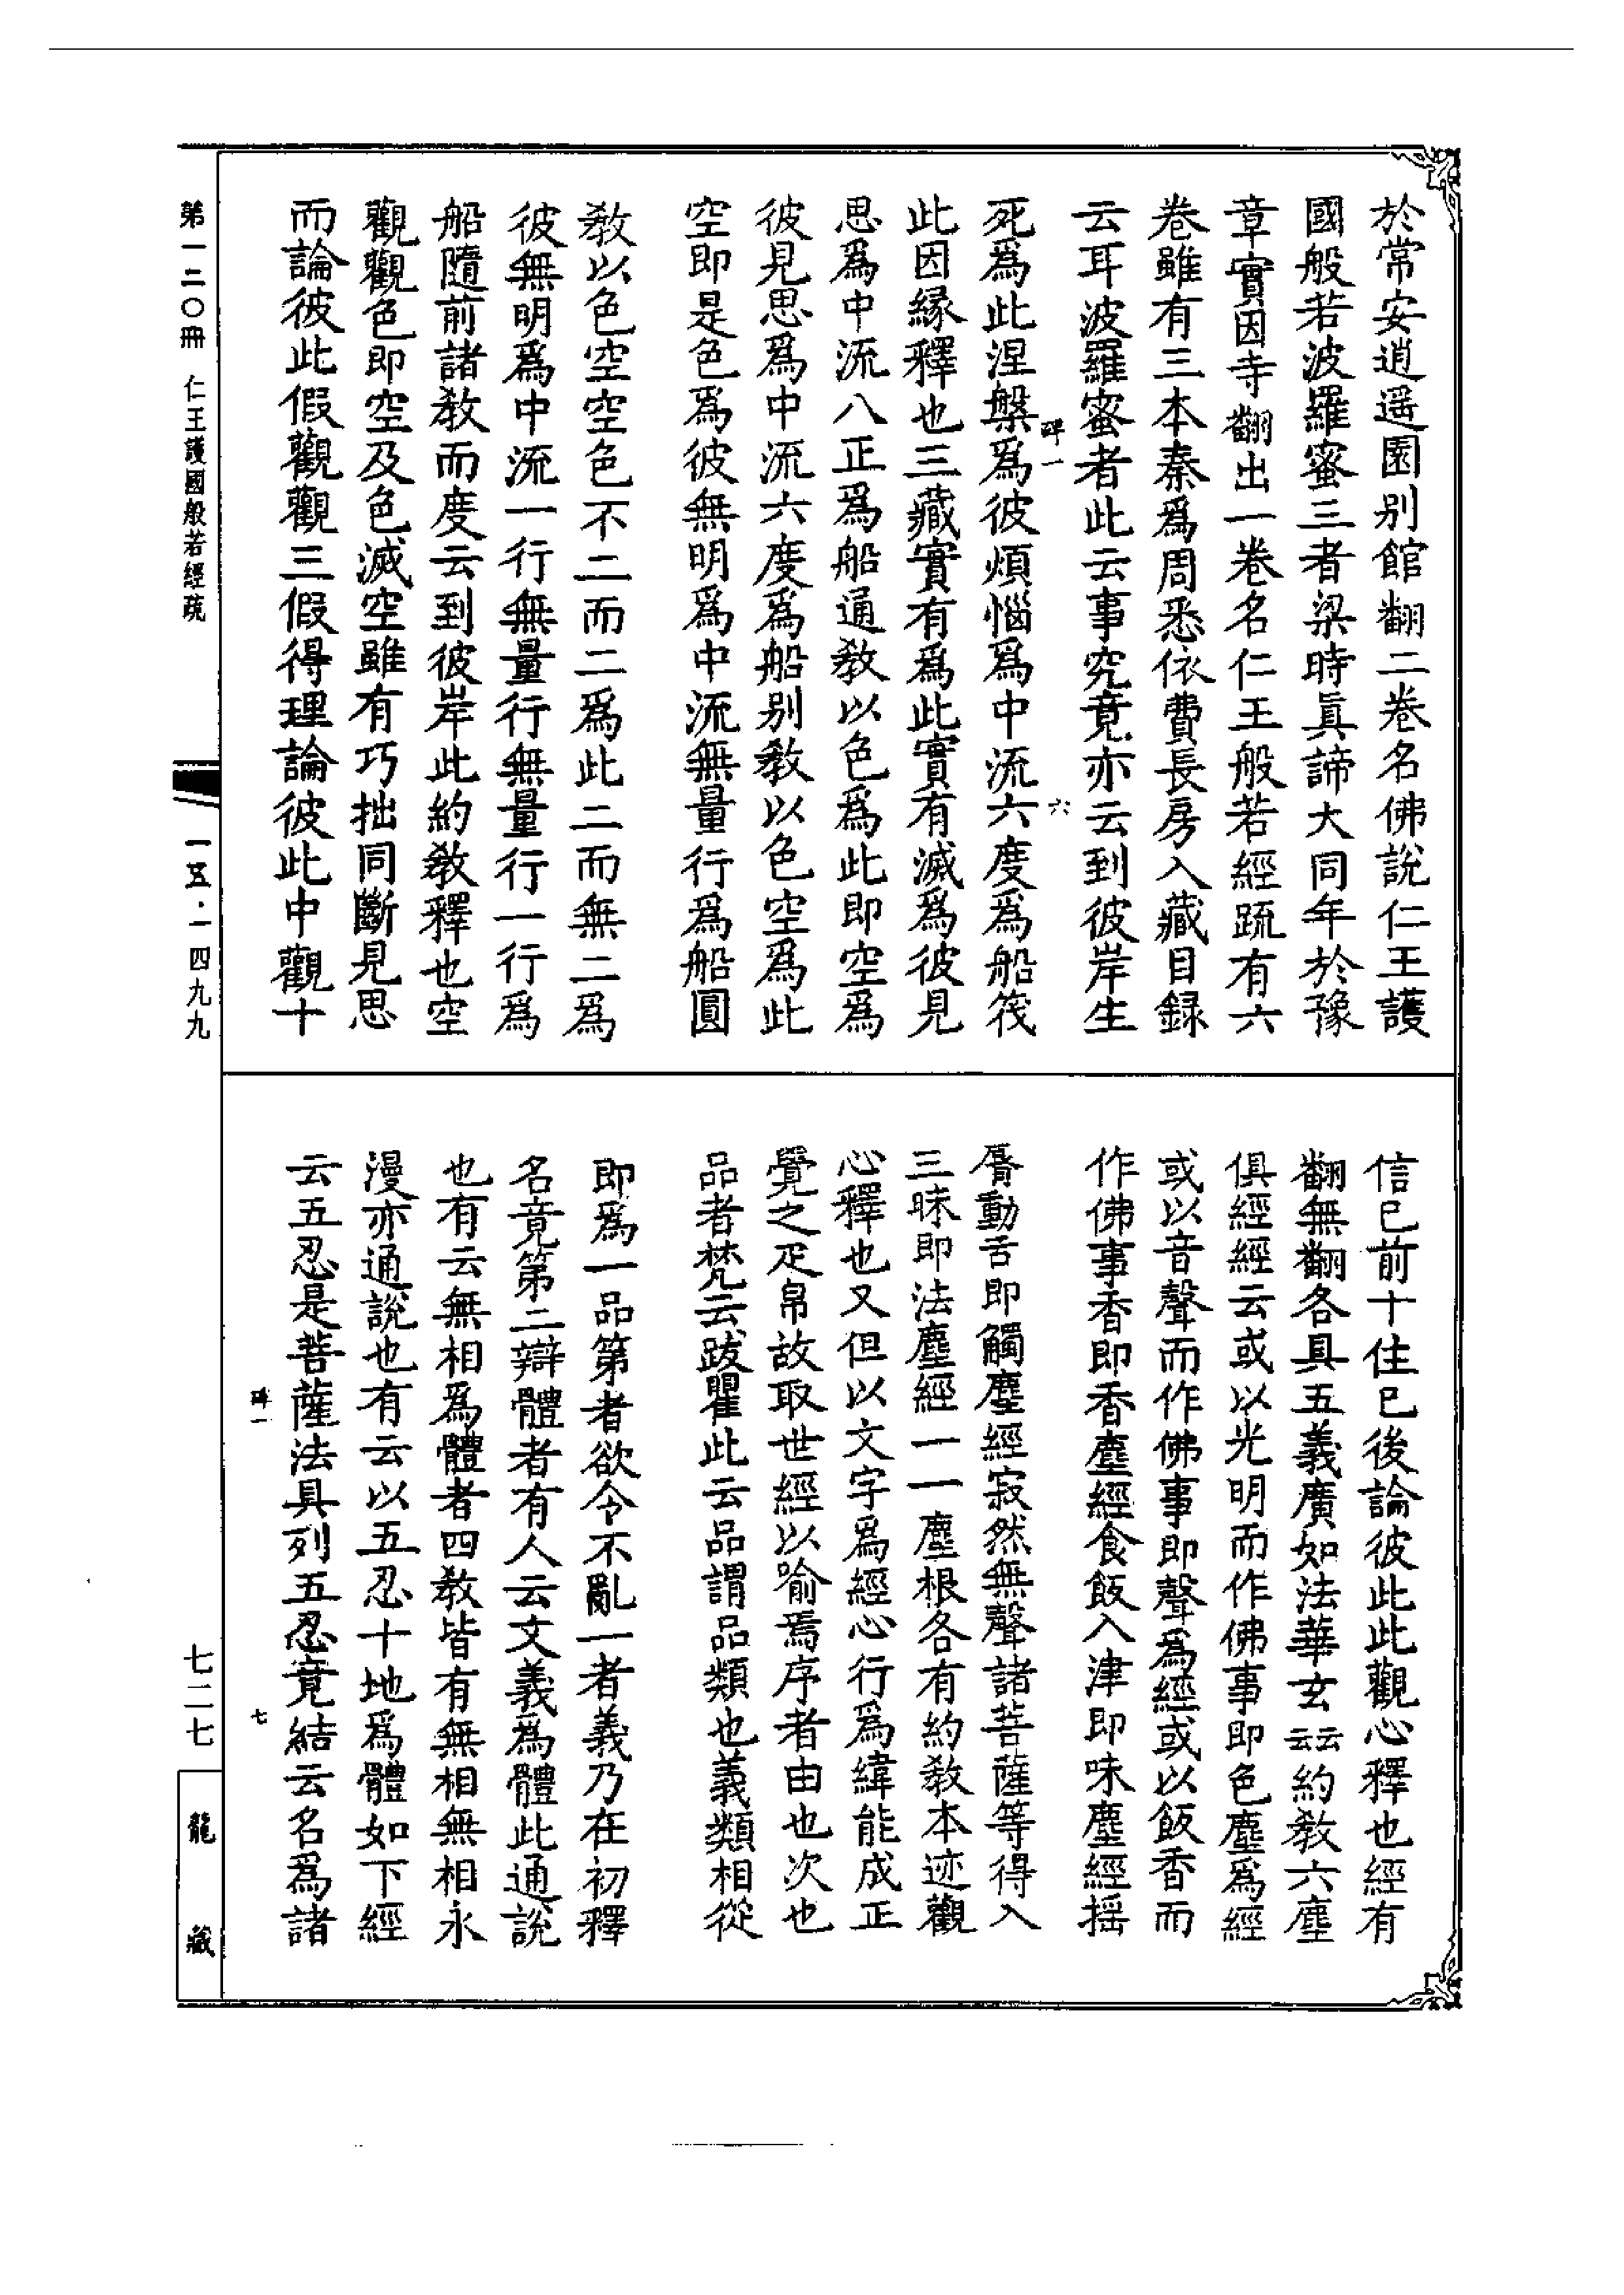 於常安逍遥園别館翻二卷名佛說仁王護
國般若波羅蜜三者梁時眞諦大同年於豫
章實因寺翻出一卷名仁王般若經疏有六
卷雖有三本秦爲周悉依費長房入藏目録
云耳波羅蜜者此云事究竟亦云到彼岸生
碑一 六
死爲此涅槃爲彼煩惱爲中流六度爲船筏
此因緣釋也三藏實有爲此實有滅爲彼見
思爲中流八正爲船通教以色爲此即空爲
彼見思爲中流六度爲船别教以色空爲此
空即是色爲彼無明爲中流無量行爲船圓
教以色空空色不二而二爲此二而無二爲
彼無明爲中流一行無量行無量行一行爲
船隨前諸教而度云到彼岸此約教釋也空
觀觀色即空及色滅空雖有巧拙同斷見思
而論彼此假觀觀三假得理論彼此中觀十
信已前十住已後論彼此此觀心釋也經有
翻無翻各具五義廣如法華玄云云約教六塵
俱經經云或以光明而作佛事即色塵爲經
或以音聲而作佛事即聲爲經或以飯香而
作佛事香即香塵經食飯入津即味塵經揺
脣動舌即觸塵經寂然無聲諸菩薩等得入
三昧即法塵經一一塵根各有約教本迹觀
心釋也又但以文字爲經心行爲緯能成正
覺之疋帛故取世經以喻焉序者由也次也
品者梵云跋瞿此云品謂品類也義類相從
即爲一品第者欲令不亂一者義乃在初釋
名竟第二辯體者有人云文義爲體此通說
也有云無相爲體者四教皆有無相無相永
漫亦通說也有云以五忍十地爲體如下經
云五忍是菩薩法具列五忍竟結云名爲諸
碑一 七
第一二〇冊 仁王護國般若經疏
一五·一四九九
七二七
龍藏